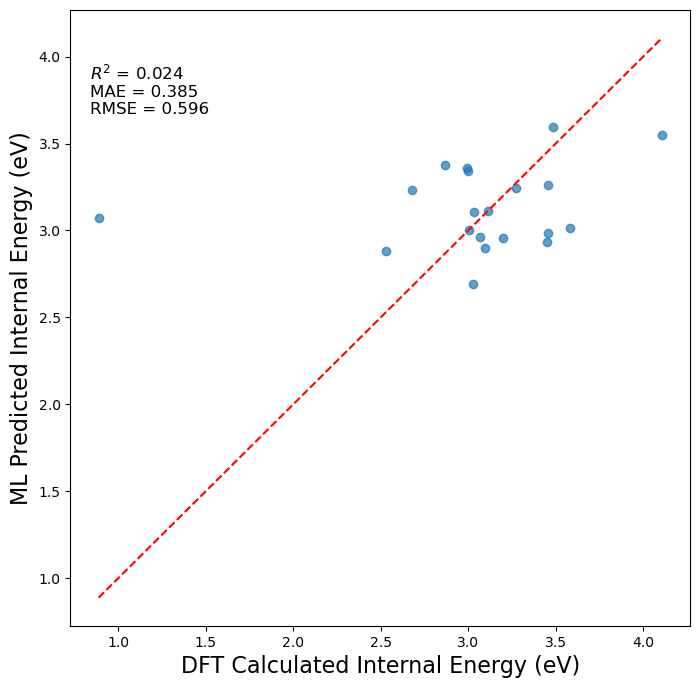 R² = 0.024
MAE = 0.385
RMSE = 0.596
ML Predicted Internal Energy (eV)
4.0
3.5
3.0
2.5
2.0
1.5
1.0
1.0 1.5 2.0 2.5 3.0 3.5 4.0
DFT Calculated Internal Energy (eV)